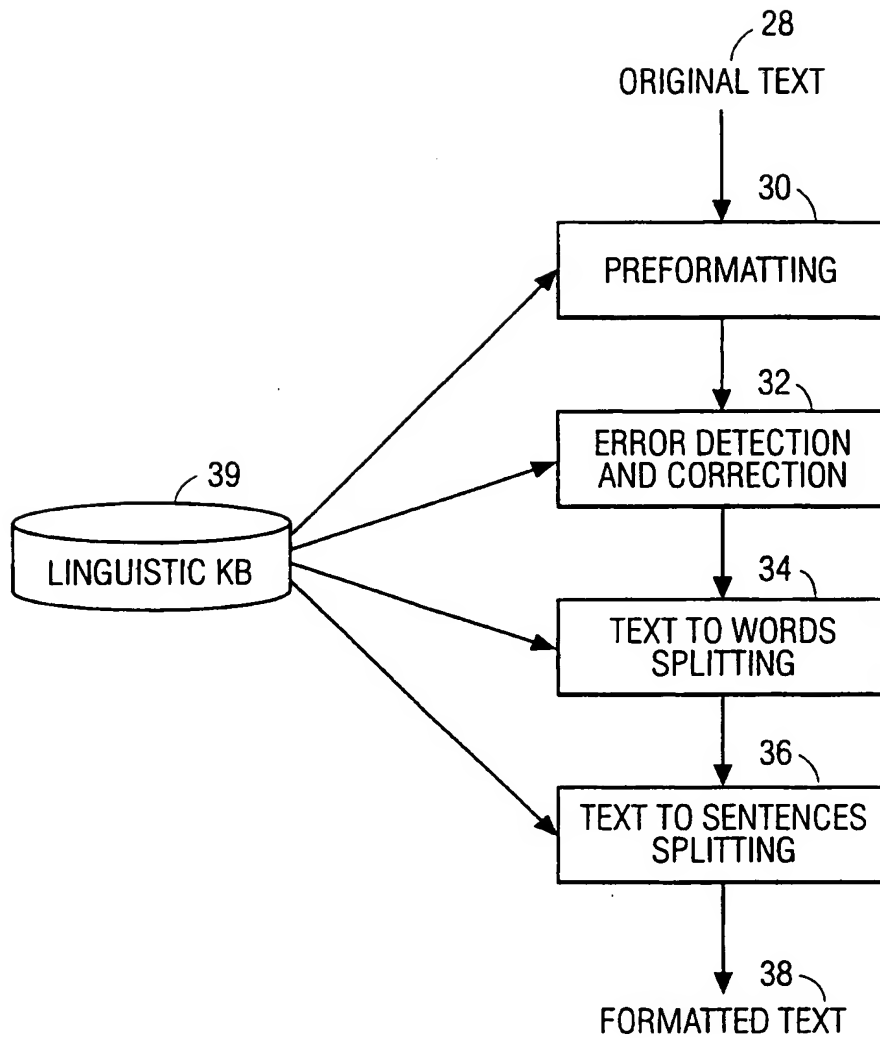 28
ORIGINAL TEXT
30
PREFORMATTING
32
ERROR DETECTION
AND CORRECTION
39
LINGUISTIC KB
34
TEXT TO WORDS
SPLITTING
36
TEXT TO SENTENCES
SPLITTING
38
FORMATTED TEXT